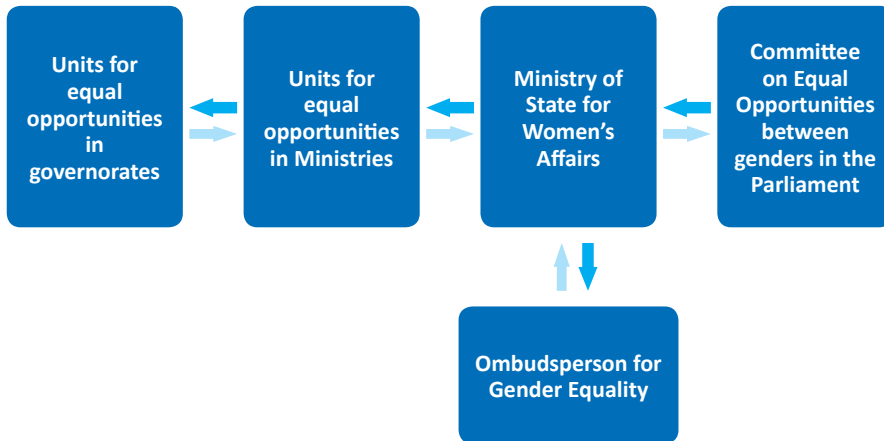 Units for
equal
opportunities
in
governorates
Units for
equal
opportunities
in Ministries
Ministry of
State for
Women’s
Affairs
Committee
on Equal
Opportunities
between
genders in the
Parliament
Ombudsperson for
Gender Equality